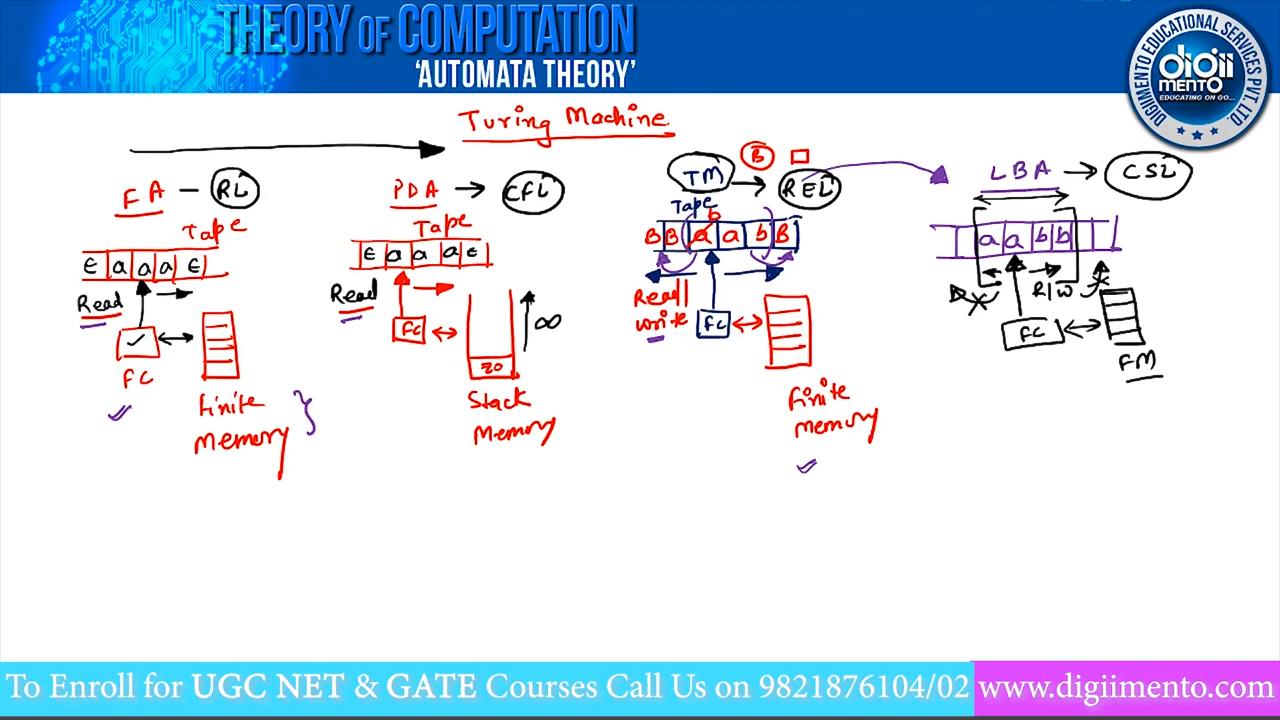 THEORY OF COMPUTATION
'AUTOMATA THEORY'
DIGIIMENTO EDUCATIONAL SERVICES PVT. LTD.
digii
MENTO
EDUCATING ON GO...
Turing Machine
FA - RL
Tape
ε a a a ε
Read
FC
Finite
Memory
PDA → CFL
Tape
ε a a a ε
Read
FC
z0
∞
Stack
Memory
TM → REL
B
Tape
b
B B a a b B
Read/
write
FC
Finite
memory
LBA → CSL
a a b b
R/W
FC
FM
To Enroll for UGC NET & GATE Courses Call Us on 9821876104/02
www.digiimento.com